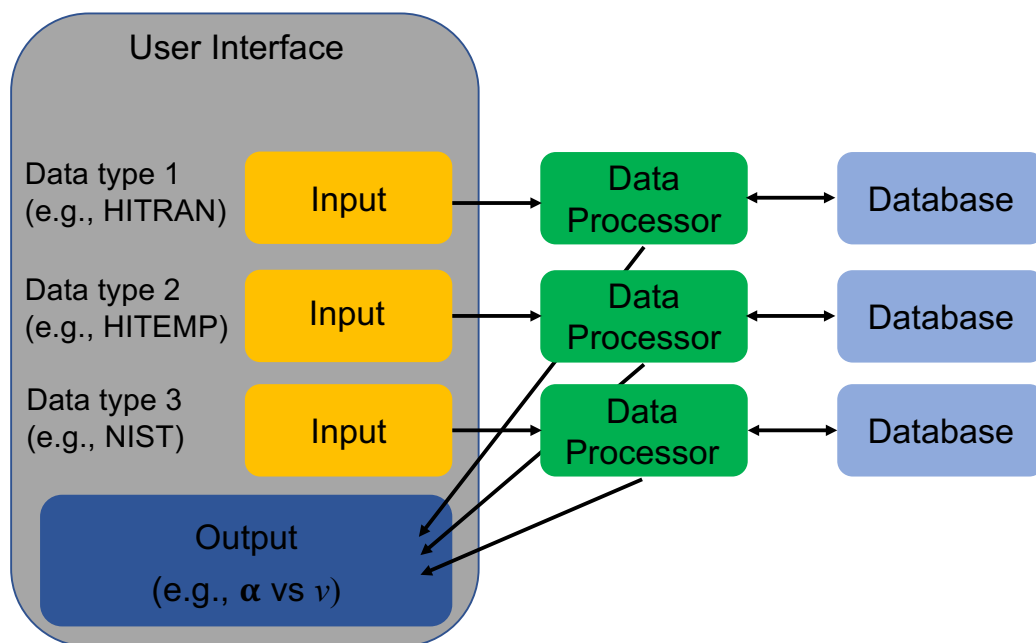 User Interface
Data type 1
(e.g., HITRAN)
Input
Data
Processor
Database
Data type 2
(e.g., HITEMP)
Input
Data
Processor
Database
Data type 3
(e.g., NIST)
Input
Data
Processor
Database
Output
(e.g., α vs ν)